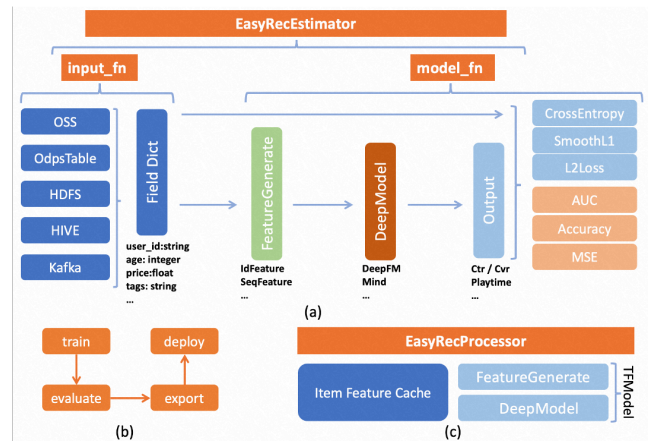 EasyRecEstimator
input_fn
model_fn
OSS
OdpsTable
HDFS
HIVE
Kafka
Field Dict
user_id:string
age: integer
price:float
tags: string
...
FeatureGenerate
IdFeature
SeqFeature
...
DeepModel
DeepFM
Mind
...
Output
Ctr / Cvr
Playtime
...
CrossEntropy
SmoothL1
L2Loss
AUC
Accuracy
MSE
(a)
train
deploy
evaluate
export
(b)
EasyRecProcessor
Item Feature Cache
FeatureGenerate
DeepModel
TFModel
(c)